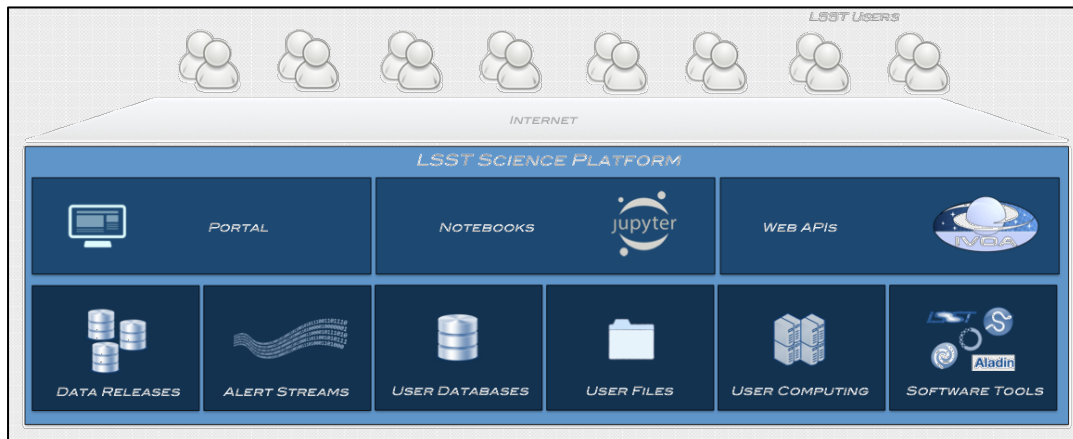 LSST Users
Internet
LSST Science Platform
Portal
Notebooks
jupyter
Web APIs
IVOA
Data Releases
Alert Streams
User Databases
User Files
User Computing
LSST
Aladin
Software Tools